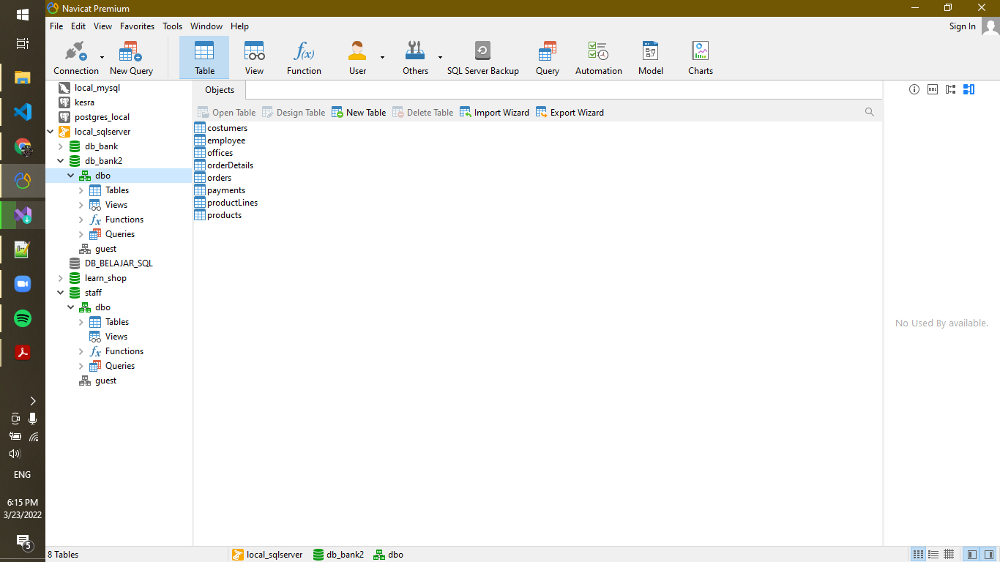 Navicat Premium
File Edit View Favorites Tools Window Help
Sign In
Connection
New Query
Table
View
Function
User
Others
SQL Server Backup
Query
Automation
Model
Charts
local_mysql
kesra
postgres_local
local_sqlserver
db_bank
db_bank2
dbo
Tables
Views
Functions
Queries
guest
DB_BELAJAR_SQL
learn_shop
staff
dbo
Tables
Views
Functions
Queries
guest
Objects
Open Table Design Table New Table Delete Table Import Wizard Export Wizard
costumers
employee
offices
orderDetails
orders
payments
productLines
products
DDL
No Used By available.
ENG
6:15 PM
3/23/2022
5
8 Tables
local_sqlserver db_bank2 dbo